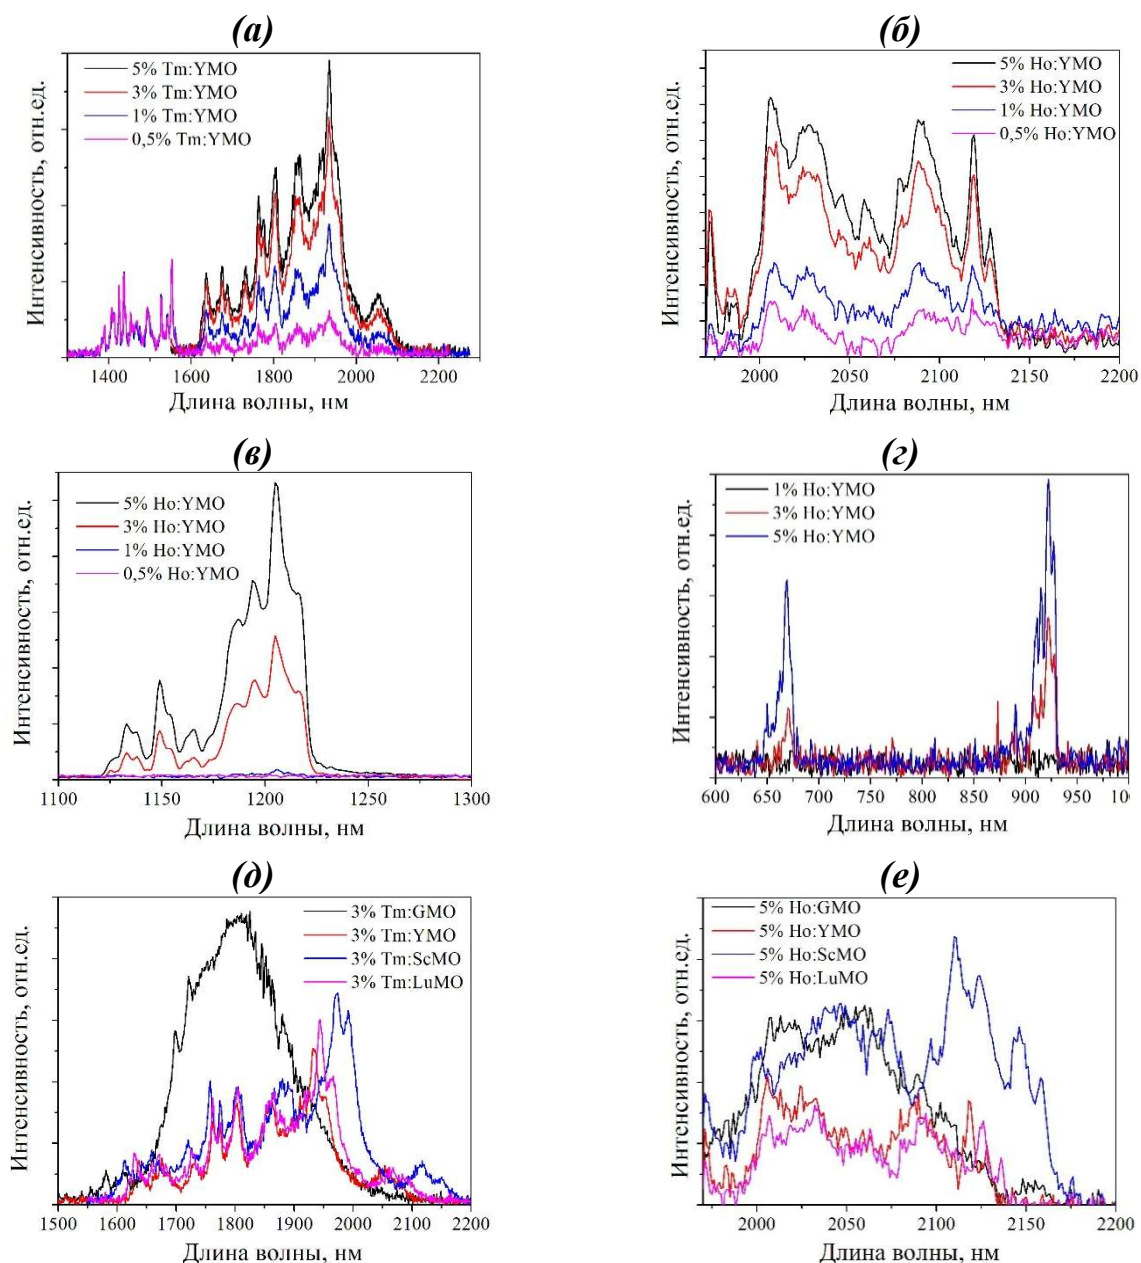 (а)
5% Tm:YMO
3% Tm:YMO
1% Tm:YMO
0,5% Tm:YMO
Интенсивность, отн.ед.
1400 1600 1800 2000 2200
Длина волны, нм
(б)
5% Ho:YMO
3% Ho:YMO
1% Ho:YMO
0,5% Ho:YMO
Интенсивность, отн.ед.
2000 2050 2100 2150 2200
Длина волны, нм
(в)
5% Ho:YMO
3% Ho:YMO
1% Ho:YMO
0,5% Ho:YMO
Интенсивность, отн.ед.
1100 1150 1200 1250 1300
Длина волны, нм
(г)
1% Ho:YMO
3% Ho:YMO
5% Ho:YMO
Интенсивность, отн.ед.
600 650 700 750 800 850 900 950 100
Длина волны, нм
(д)
3% Tm:GMO
3% Tm:YMO
3% Tm:ScMO
3% Tm:LuMO
Интенсивность, отн.ед.
1500 1600 1700 1800 1900 2000 2100 2200
Длина волны, нм
(е)
5% Ho:GMO
5% Ho:YMO
5% Ho:ScMO
5% Ho:LuMO
Интенсивность, отн.ед.
2000 2050 2100 2150 2200
Длина волны, нм